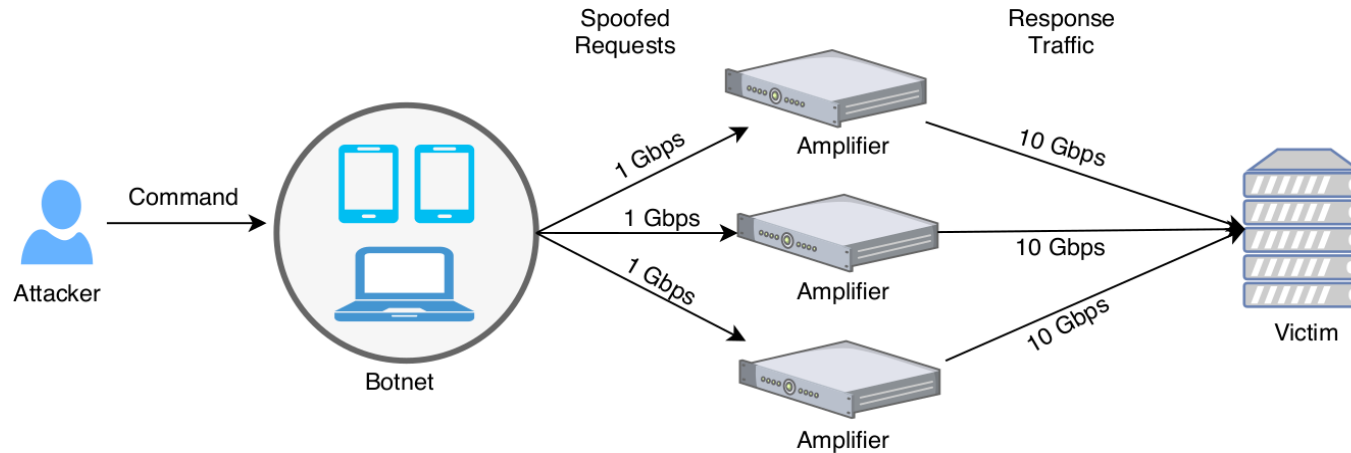 Spoofed
Requests
Response
Traffic
Command
Attacker
Botnet
1 Gbps
1 Gbps
1 Gbps
Amplifier
Amplifier
Amplifier
10 Gbps
10 Gbps
10 Gbps
Victim